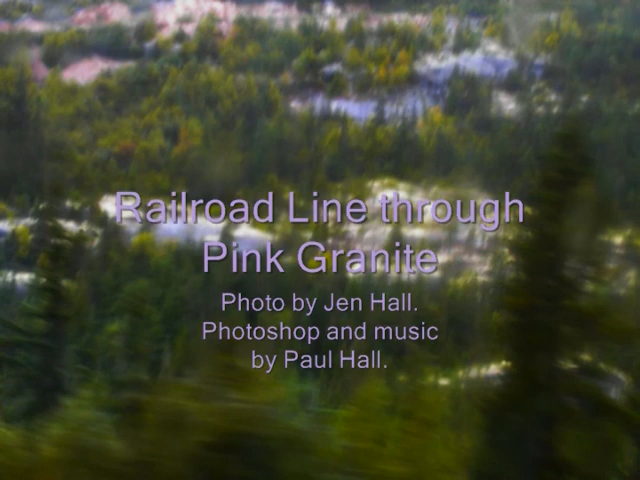 Railroad Line through
Pink Granite
Photo by Jen Hall.
Photoshop and music
by Paul Hall.